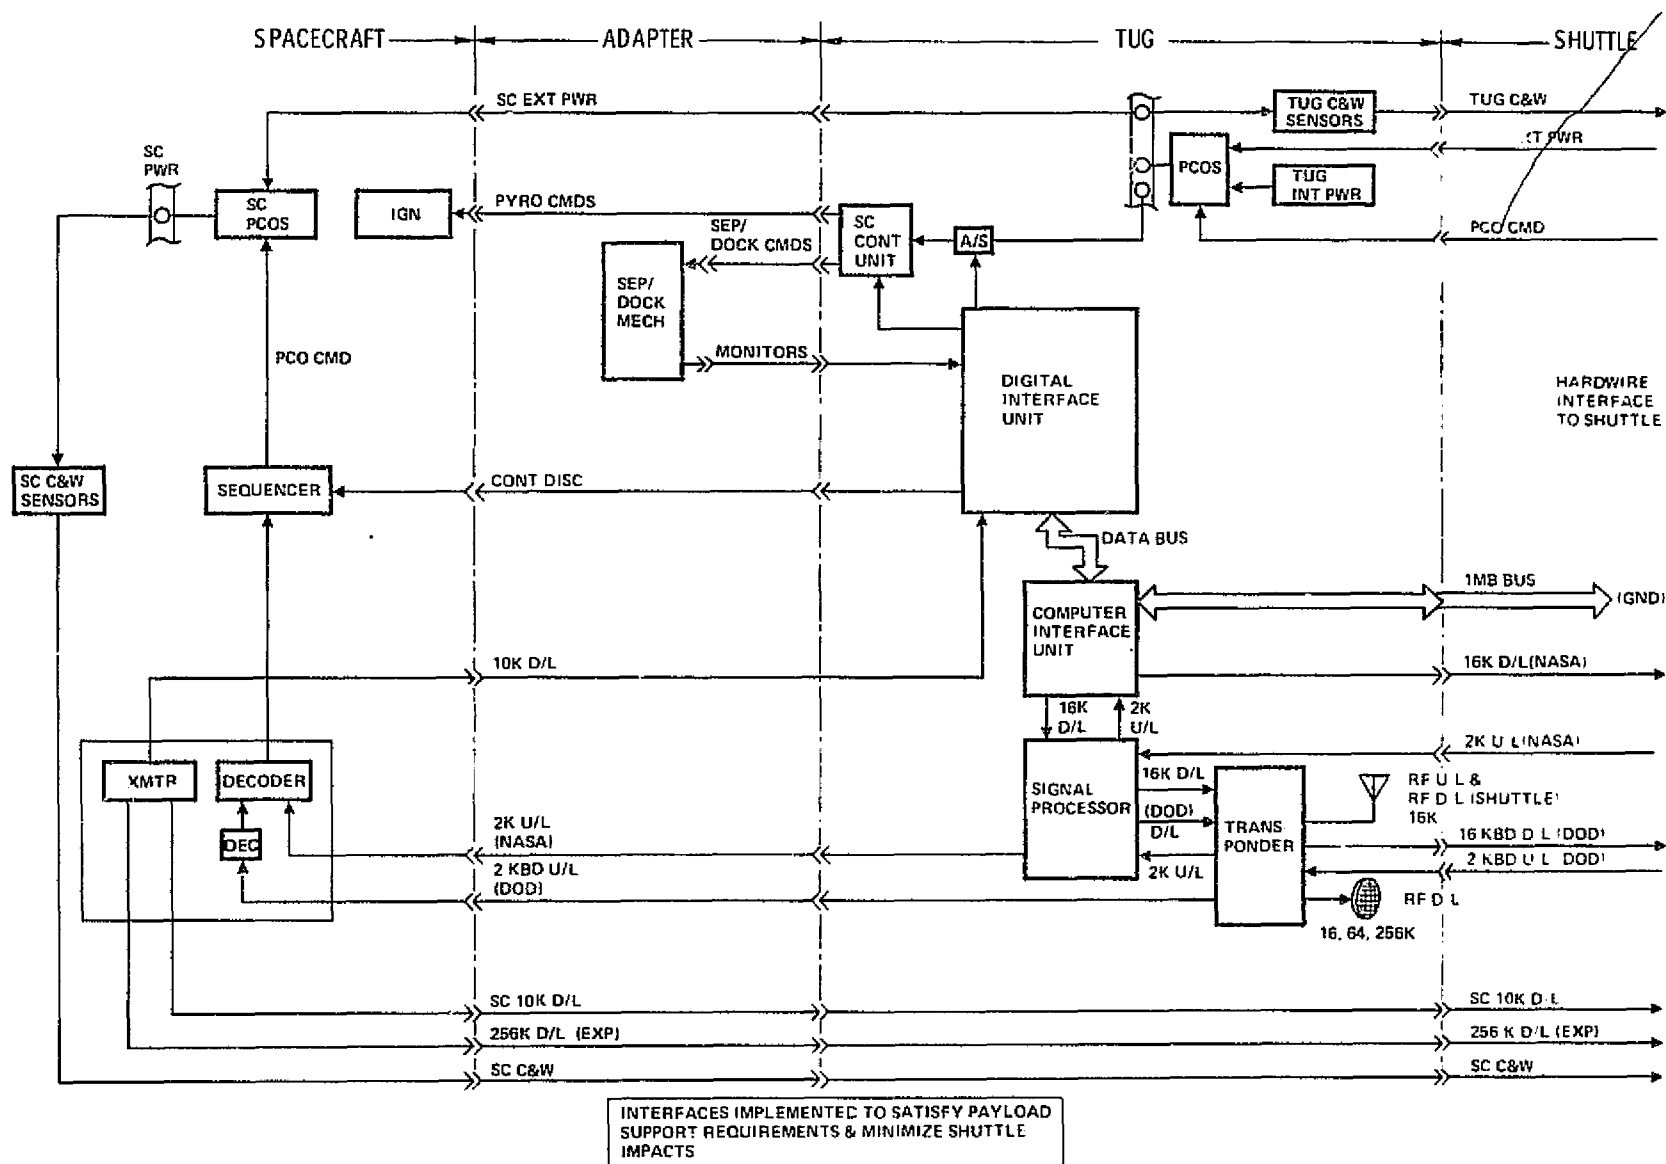 SPACECRAFT
ADAPTER
TUG
SHUTTLE
SC EXT PWR
TUG C&W
SENSORS
TUG C&W
SC
PWR
PWR
SC
PCOS
IGN
PYRO CMDS
SEP/
DOCK CMDS
SC
CONT
UNIT
A/S
PCOS
TUG
INT PWR
PCO CMD
SEP/
DOCK
MECH
MONITORS
PCO CMD
DIGITAL
INTERFACE
UNIT
HARDWIRE
INTERFACE
TO SHUTTLE
SC C&W
SENSORS
SEQUENCER
CONT DISC
DATA BUS
COMPUTER
INTERFACE
UNIT
1MB BUS
(GND)
10K D/L
16K D/L(NASA)
16K
D/L
2K
U/L
2K U L(NASA)
XMTR
DECODER
DEC
SIGNAL
PROCESSOR
16K D/L
(DOD)
D/L
2K U/L
TRANS
PONDER
RF U L &
RF D L (SHUTTLE)
16K
2K U/L
(NASA)
16 KBD D L (DOD)
2 KBD U/L
(DOD)
2 KBD U L DOD)
RF D L
16, 64, 256K
SC 10K D/L
SC 10K D L
256K D/L (EXP)
256 K D/L (EXP)
SC C&W
SC C&W
INTERFACES IMPLEMENTED TO SATISFY PAYLOAD
SUPPORT REQUIREMENTS & MINIMIZE SHUTTLE
IMPACTS